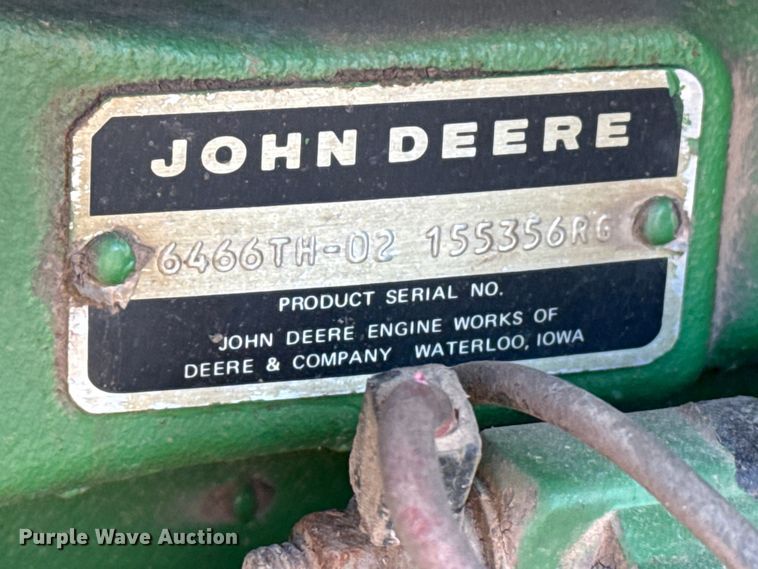 JOHN DEERE
6466TH-02 155356RG
PRODUCT SERIAL NO.
JOHN DEERE ENGINE WORKS OF
DEERE & COMPANY WATERLOO, IOWA
Purple Wave Auction